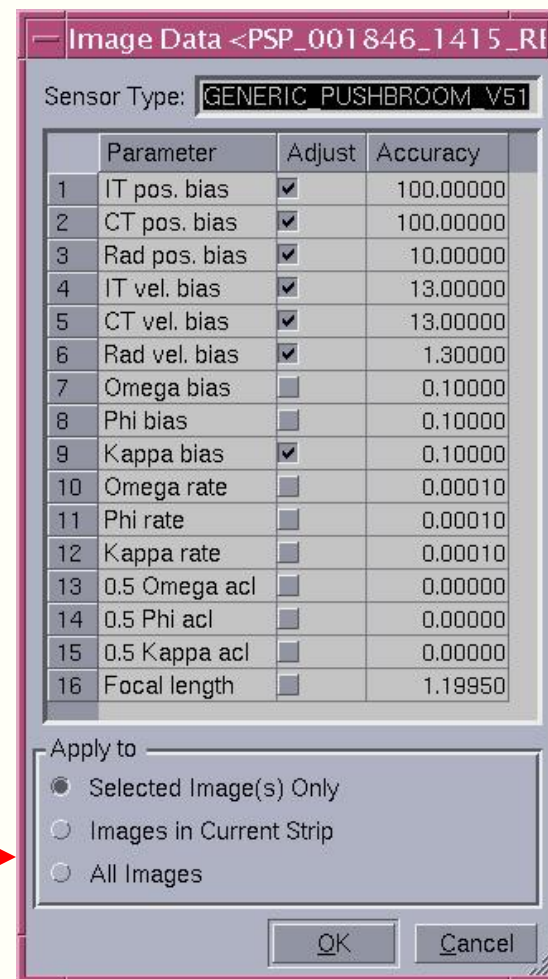 Image Data <PSP_001846_1415_RE
Sensor Type: GENERIC_PUSHBROOM_V51
Parameter Adjust Accuracy
1 IT pos. bias 100.00000
2 CT pos. bias 100.00000
3 Rad pos. bias 10.00000
4 IT vel. bias 13.00000
5 CT vel. bias 13.00000
6 Rad vel. bias 1.30000
7 Omega bias 0.10000
8 Phi bias 0.10000
9 Kappa bias 0.10000
10 Omega rate 0.00010
11 Phi rate 0.00010
12 Kappa rate 0.00010
13 0.5 Omega acl 0.00000
14 0.5 Phi acl 0.00000
15 0.5 Kappa acl 0.00000
16 Focal length 1.19950
Apply to
Selected Image(s) Only
Images in Current Strip
All Images
OK Cancel